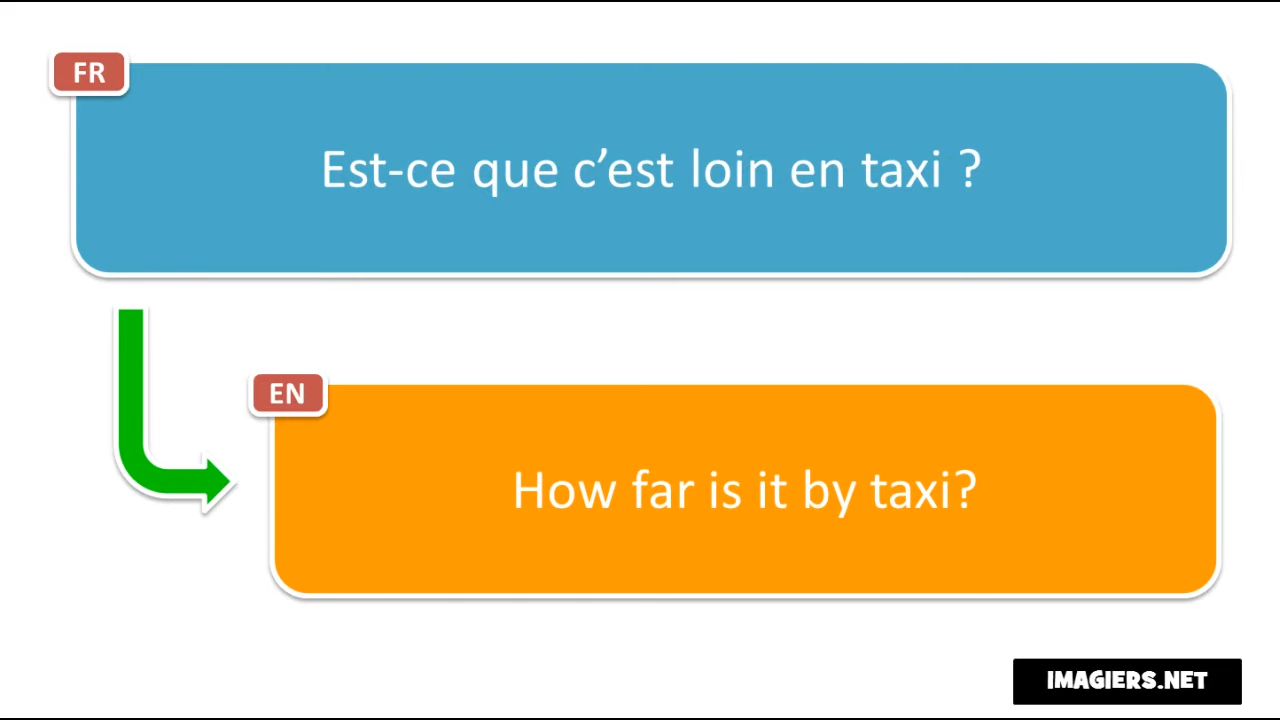 FR
Est-ce que c’est loin en taxi ?
EN
How far is it by taxi?
IMAGIERS.NET